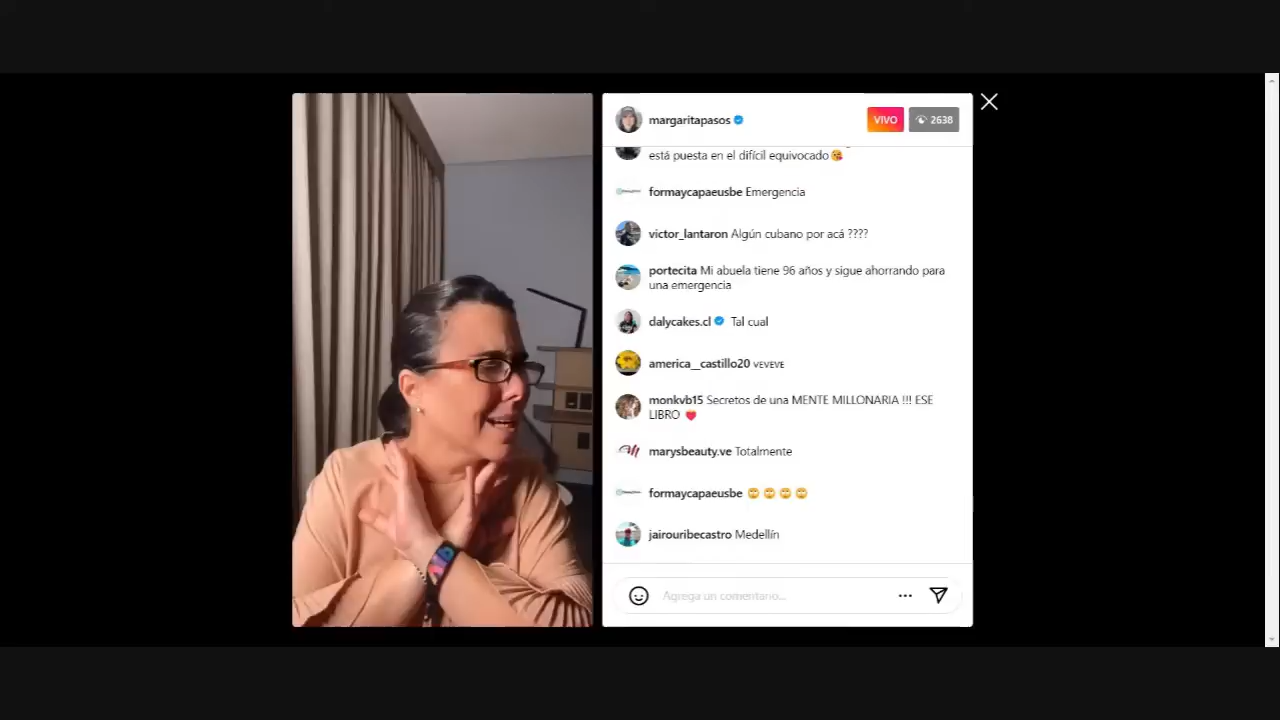 margaritapasos
VIVO
2638
está puesta en el difícil equivocado😘
formaycapaeusbe Emergencia
victor_lantaron Algún cubano por acá ????
portecita Mi abuela tiene 96 años y sigue ahorrando para
una emergencia
dalycakes.cl Tal cual
america__castillo20 VEVEVE
monkvb15 Secretos de una MENTE MILLONARIA !!! ESE
LIBRO ❤️
marysbeauty.ve Totalmente
formaycapaeusbe 🙄 🙄 🙄 🙄
jairouribecastro Medellín
Agrega un comentario...